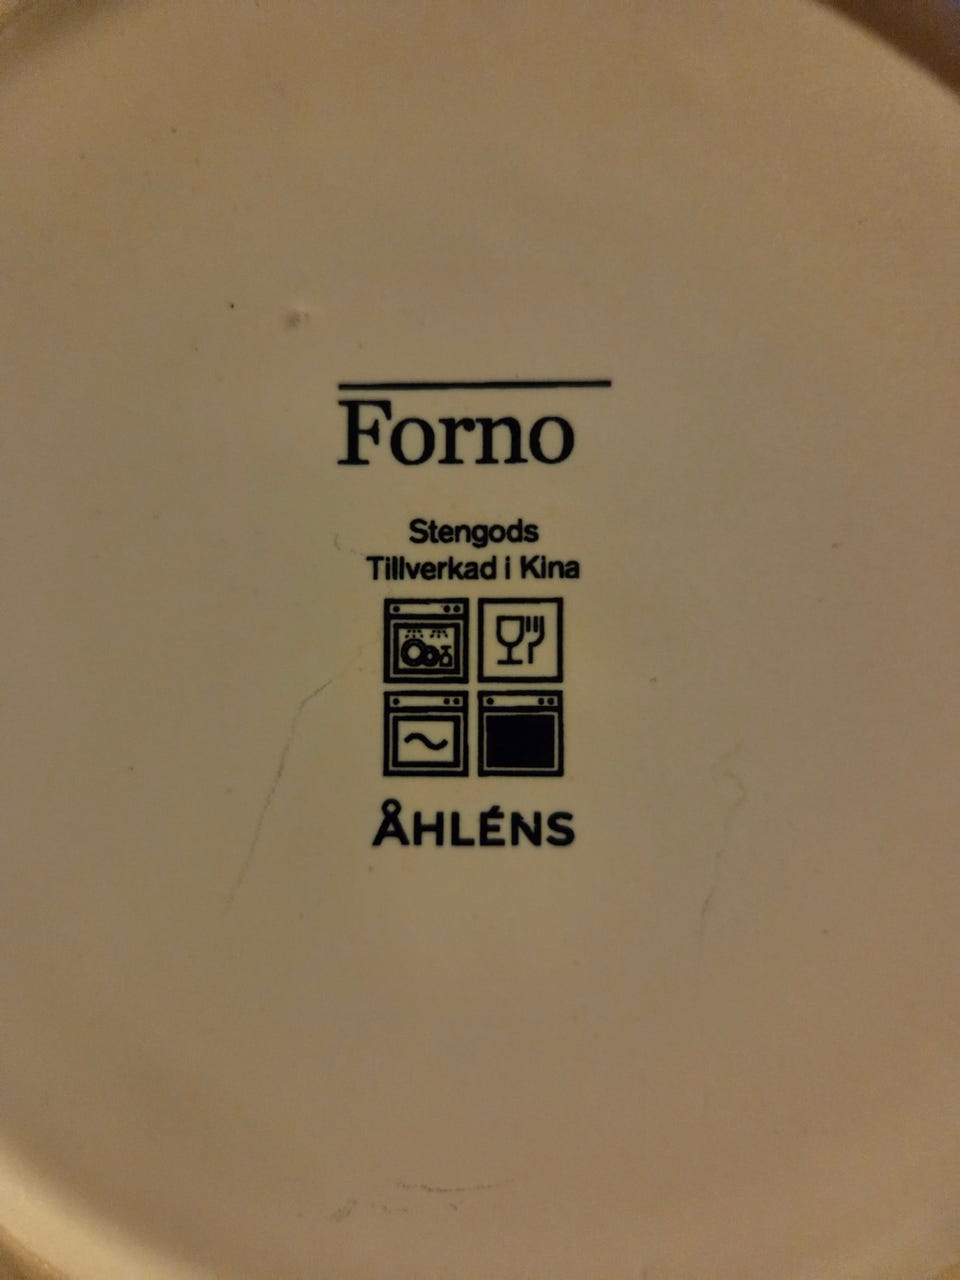 Forno
Stengods
Tillverkad i Kina
ÅHLÉNS